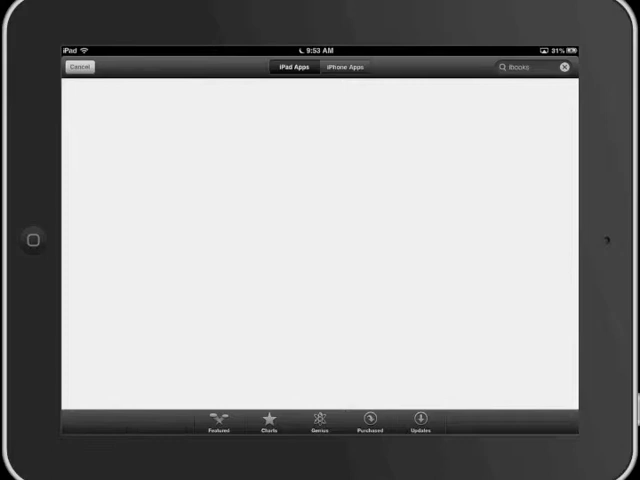 iPad 9:53 AM 31%
Cancel iPad Apps iPhone Apps ibooks
Featured Charts Genius Purchased Updates